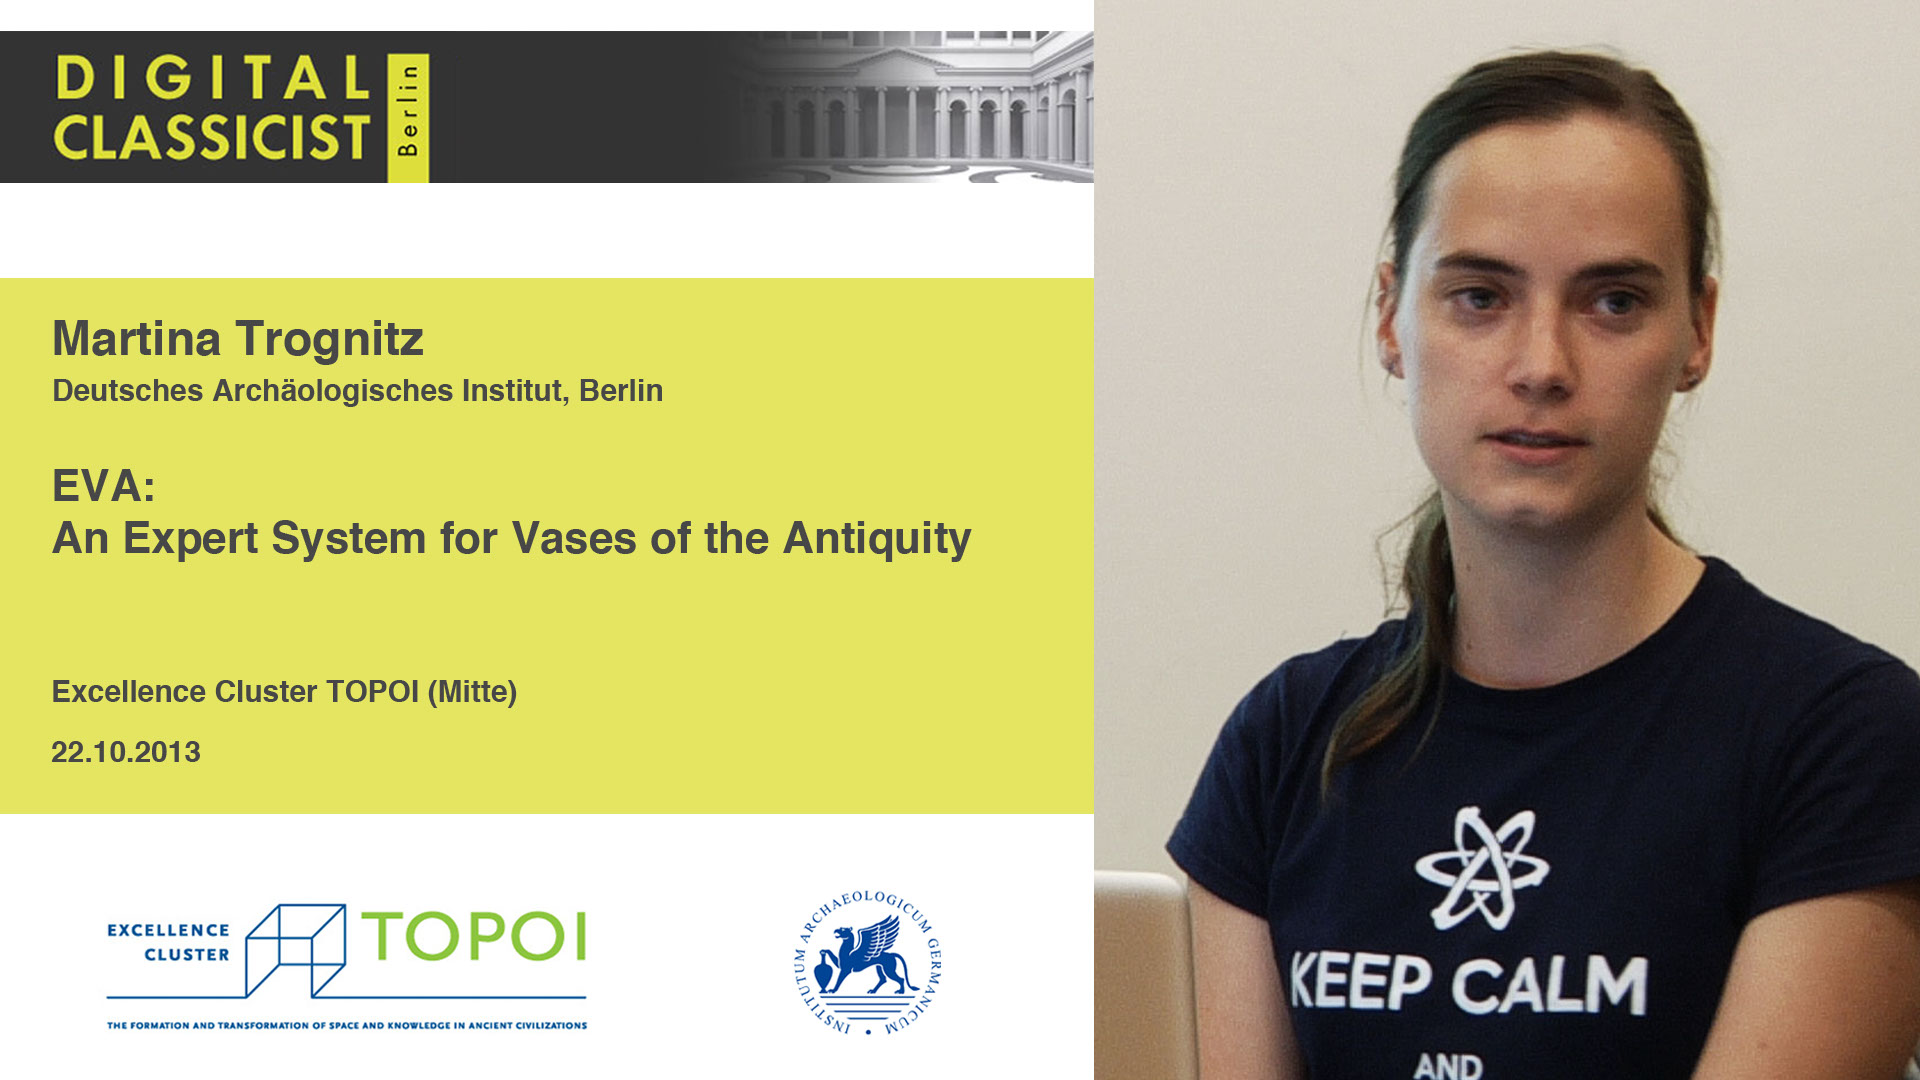 DIGITAL
CLASSICIST
Berlin
Martina Trognitz
Deutsches Archäologisches Institut, Berlin
EVA:
An Expert System for Vases of the Antiquity
Excellence Cluster TOPOI (Mitte)
22.10.2013
EXCELLENCE
CLUSTER
TOPOI
THE FORMATION AND TRANSFORMATION OF SPACE AND KNOWLEDGE IN ANCIENT CIVILIZATIONS
INSTITUTUM ARCHAEOLOGICUM GERMANICUM
KEEP CALM
AND